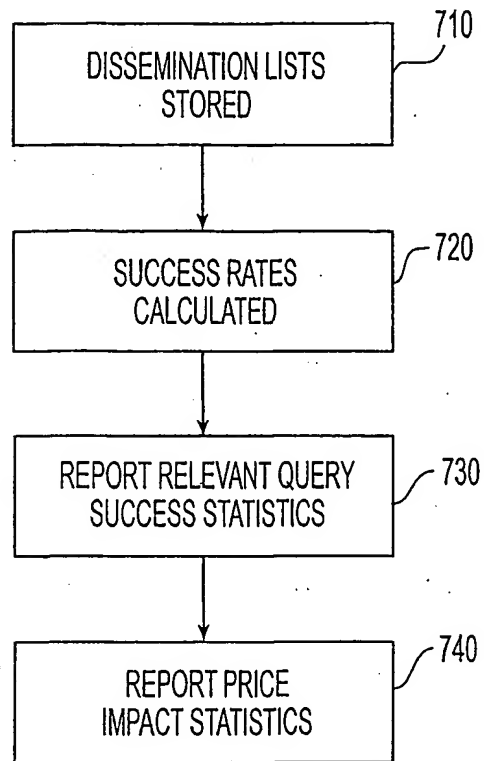 710
DISSEMINATION LISTS
STORED
720
SUCCESS RATES
CALCULATED
730
REPORT RELEVANT QUERY
SUCCESS STATISTICS
740
REPORT PRICE
IMPACT STATISTICS